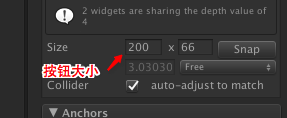 2 widgets are sharing the depth value of
4
Size 200 x 66 Snap
按钮大小
3.03030 Free
Collider auto-adjust to match
Anchors